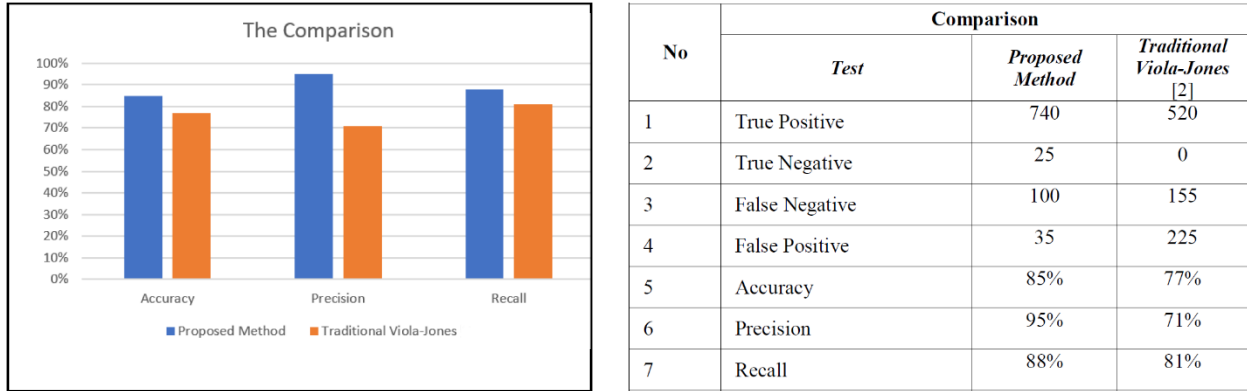 The Comparison
100%
90%
80%
70%
60%
50%
40%
30%
20%
10%
0%
Accuracy Precision Recall
Proposed Method Traditional Viola-Jones
No Comparison
Test Proposed Method Traditional Viola-Jones [2]
1 True Positive 740 520
2 True Negative 25 0
3 False Negative 100 155
4 False Positive 35 225
5 Accuracy 85% 77%
6 Precision 95% 71%
7 Recall 88% 81%